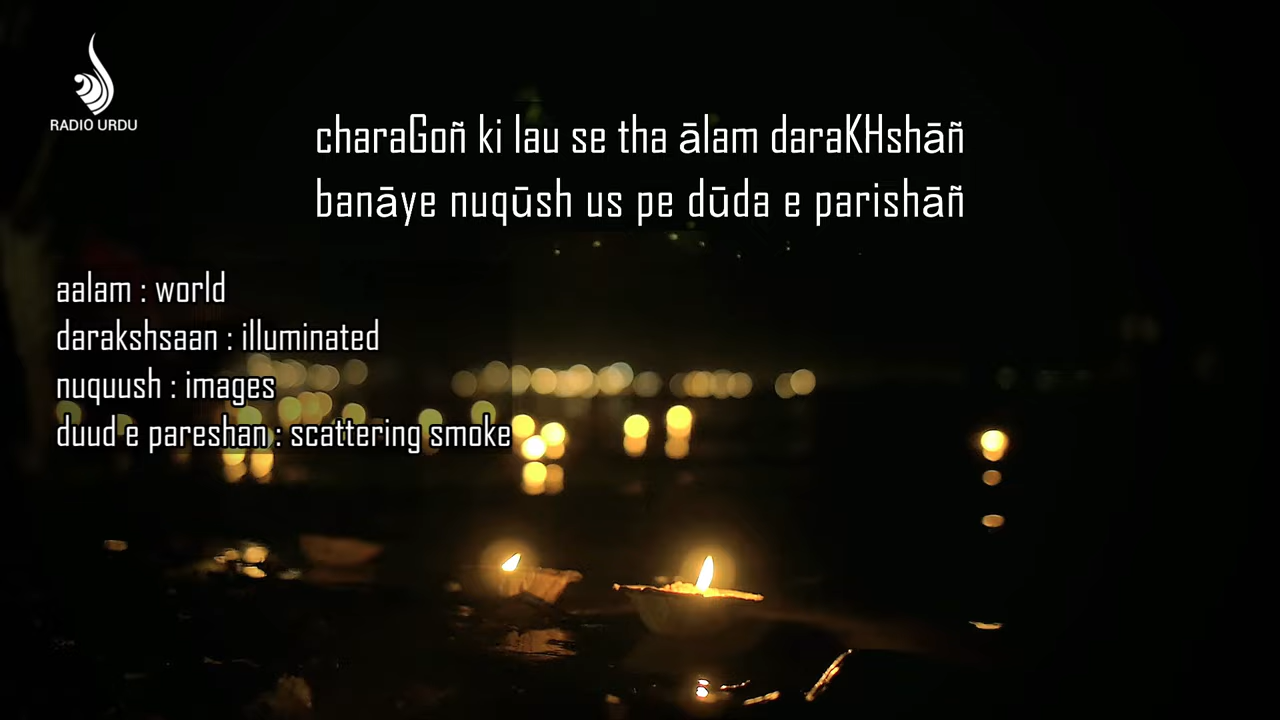 RADIO URDU
charaGoñ ki lau se tha ālam daraKHshāñ
banāye nuqūsh us pe dūda e parishāñ
aalam : world
darakshsaan : illuminated
nuquush : images
duud e pareshan : scattering smoke